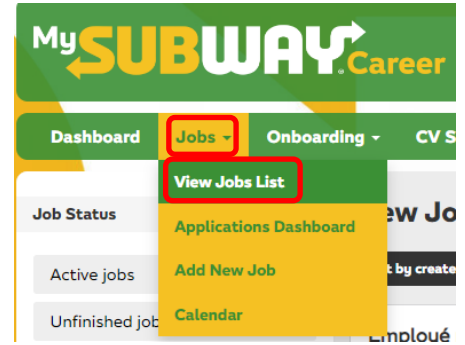 MySUBWAY.Career
Dashboard Jobs Onboarding CV S
View Jobs List
Job Status
ew Jo
Applications Dashboard
Active jobs
Add New Job
t by create
Unfinished job
Calendar
Employé